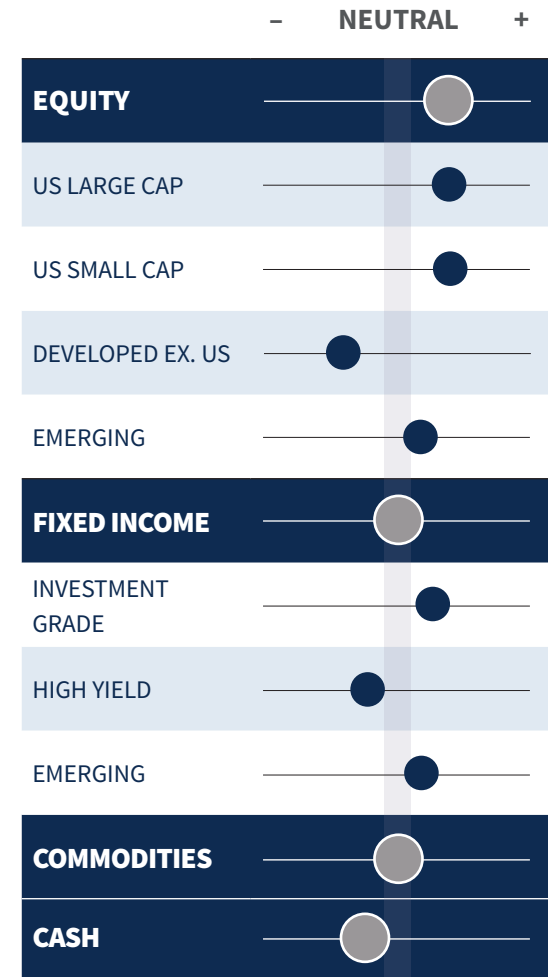 – NEUTRAL +
EQUITY
US LARGE CAP
US SMALL CAP
DEVELOPED EX. US
EMERGING
FIXED INCOME
INVESTMENT
GRADE
HIGH YIELD
EMERGING
COMMODITIES
CASH